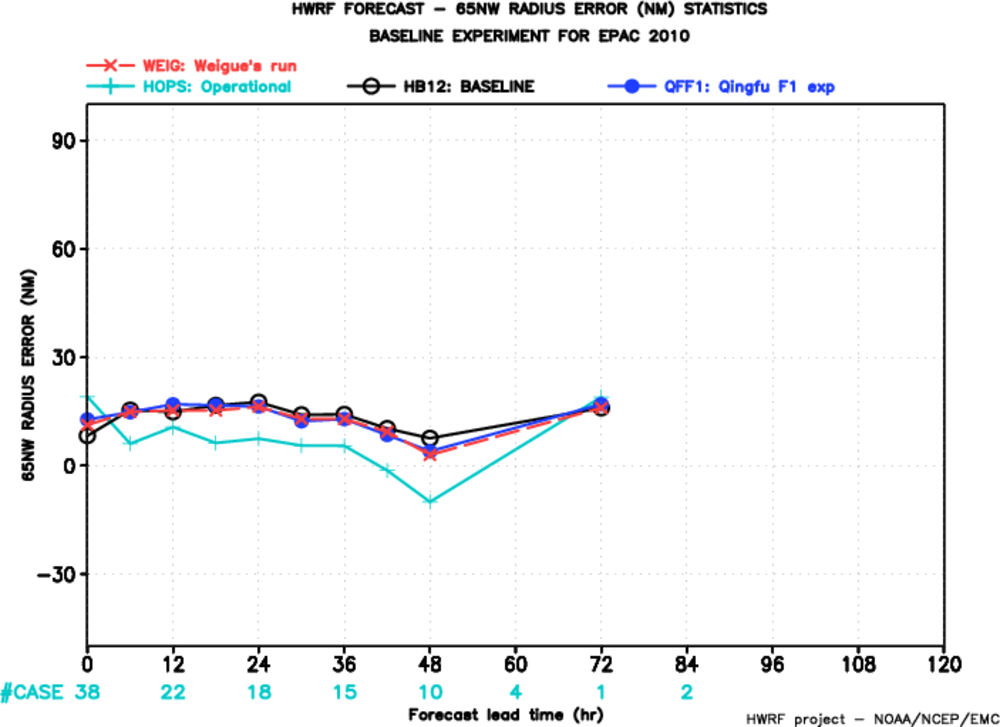 HWRF FORECAST – 65NW RADIUS ERROR (NM) STATISTICS
BASELINE EXPERIMENT FOR EPAC 2010
WEIG: Weigue's run
HOPS: Operational HB12: BASELINE QFF1: Qingfu F1 exp
65NW RADIUS ERROR (NM)
90
60
30
0
–30
0 12 24 36 48 60 72 84 96 108 120
#CASE 38 22 18 15 10 4 1 2
Forecast lead time (hr)
HWRF project – NOAA/NCEP/EMC